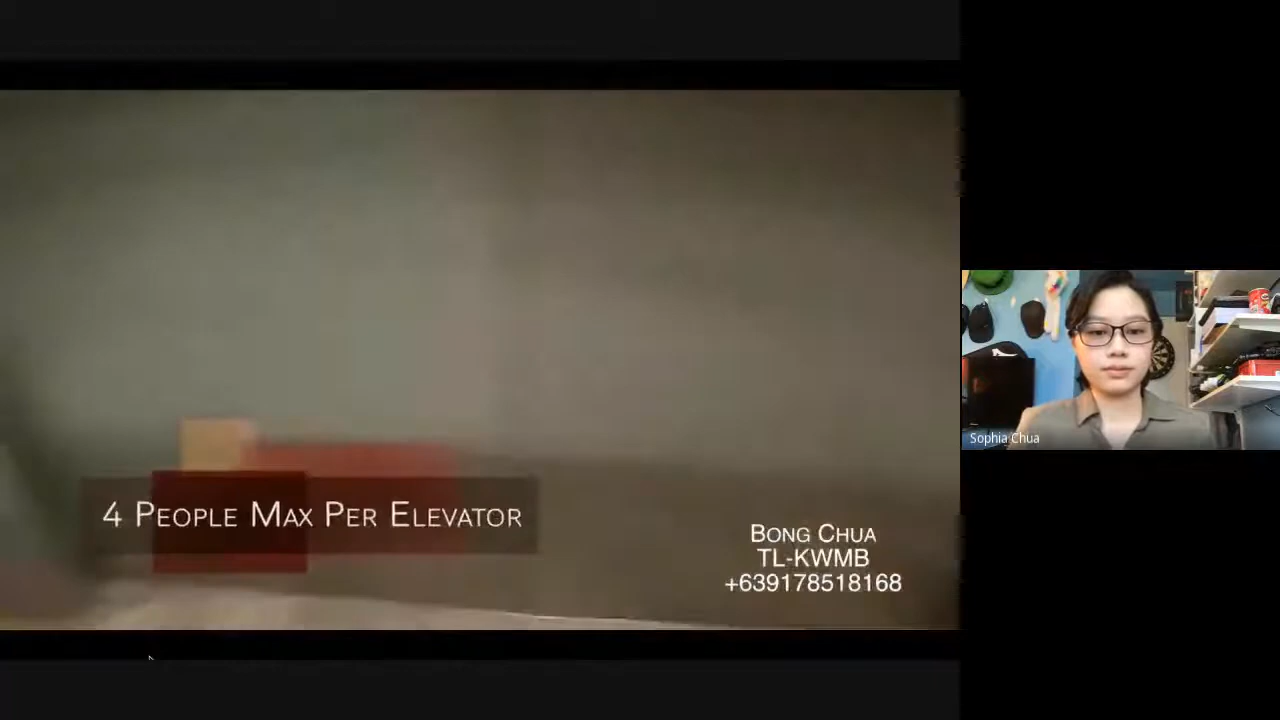 4 People Max Per Elevator
Bong Chua
TL-KWMB
+639178518168
Sophia Chua